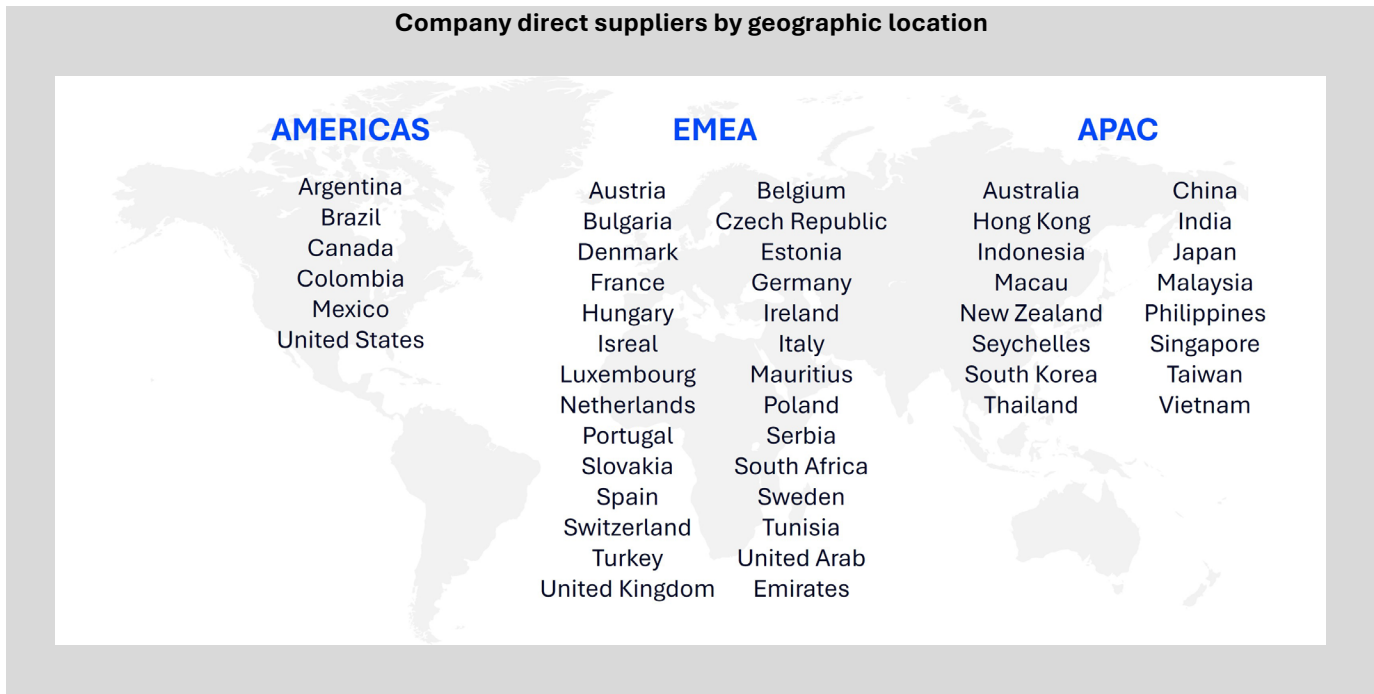 Company direct suppliers by geographic location
AMERICAS
Argentina
Brazil
Canada
Colombia
Mexico
United States
EMEA
Austria
Bulgaria
Denmark
France
Hungary
Isreal
Luxembourg
Netherlands
Portugal
Slovakia
Spain
Switzerland
Turkey
United Kingdom
Belgium
Czech Republic
Estonia
Germany
Ireland
Italy
Mauritius
Poland
Serbia
South Africa
Sweden
Tunisia
United Arab
Emirates
APAC
Australia
Hong Kong
Indonesia
Macau
New Zealand
Seychelles
South Korea
Thailand
China
India
Japan
Malaysia
Philippines
Singapore
Taiwan
Vietnam